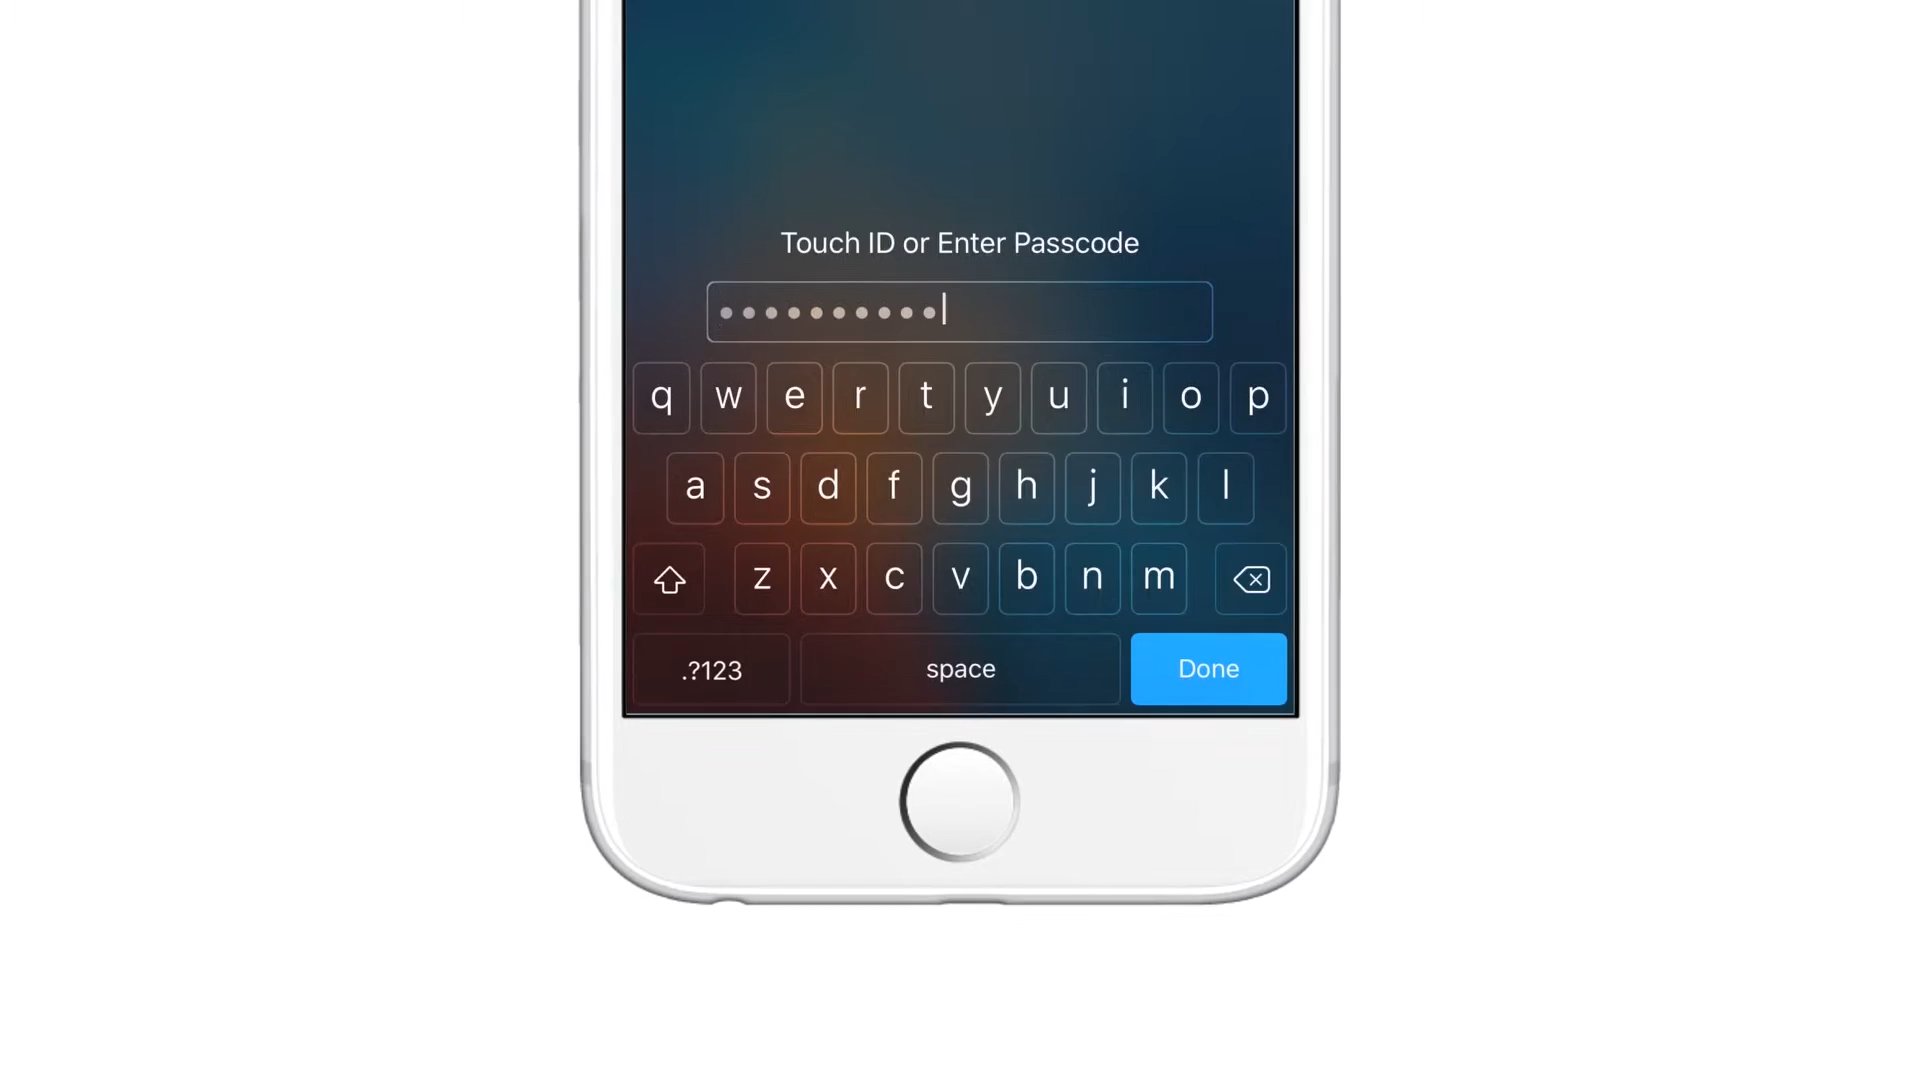 Touch ID or Enter Passcode
••••••••••
q w e r t y u i o p
a s d f g h j k l
z x c v b n m
.?123 space Done